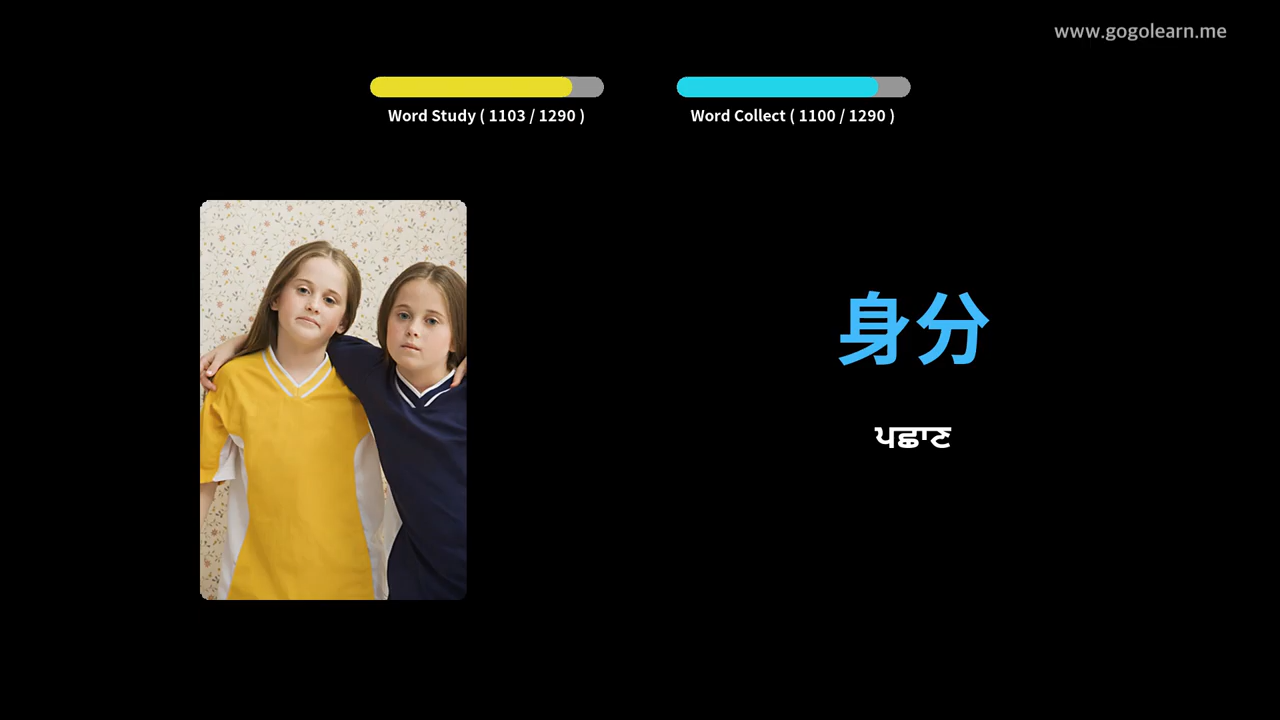 www.gogolearn.me
Word Study ( 1103 / 1290 )
Word Collect ( 1100 / 1290 )
身分
ਪਛਾਣ